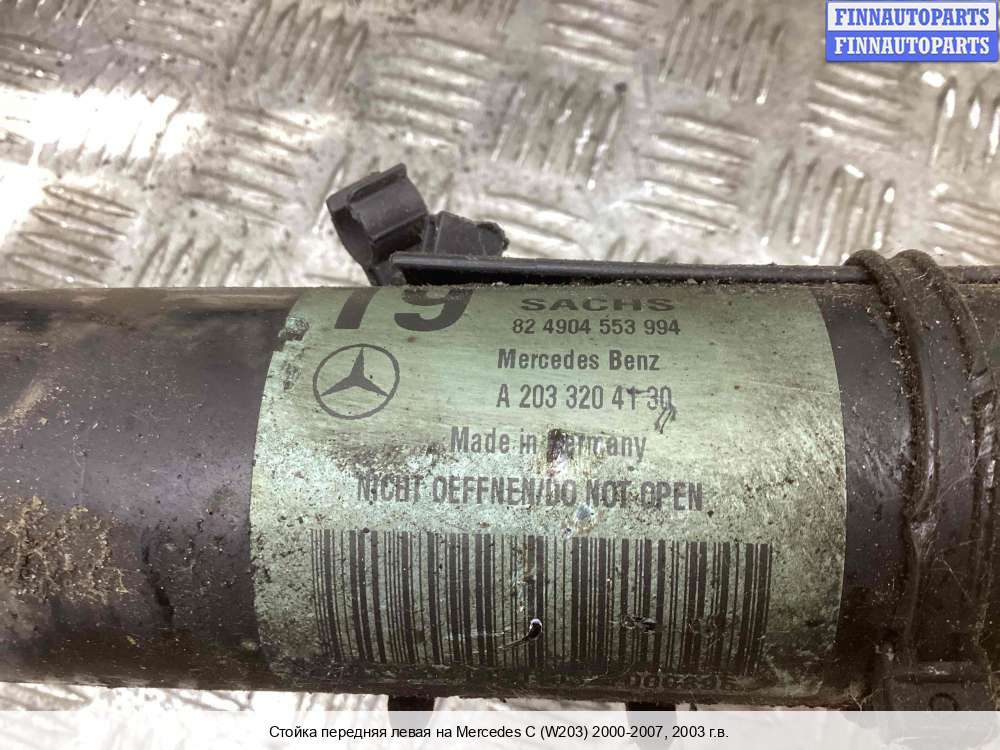 FINNAUTOPARTS
FINNAUTOPARTS
19
SACHS
82 4904 553 994
Mercedes Benz
A 203 320 41 30
Made in Germany
NICHT OEFFNEN/DO NOT OPEN
Стойка передняя левая на Mercedes C (W203) 2000-2007, 2003 г.в.